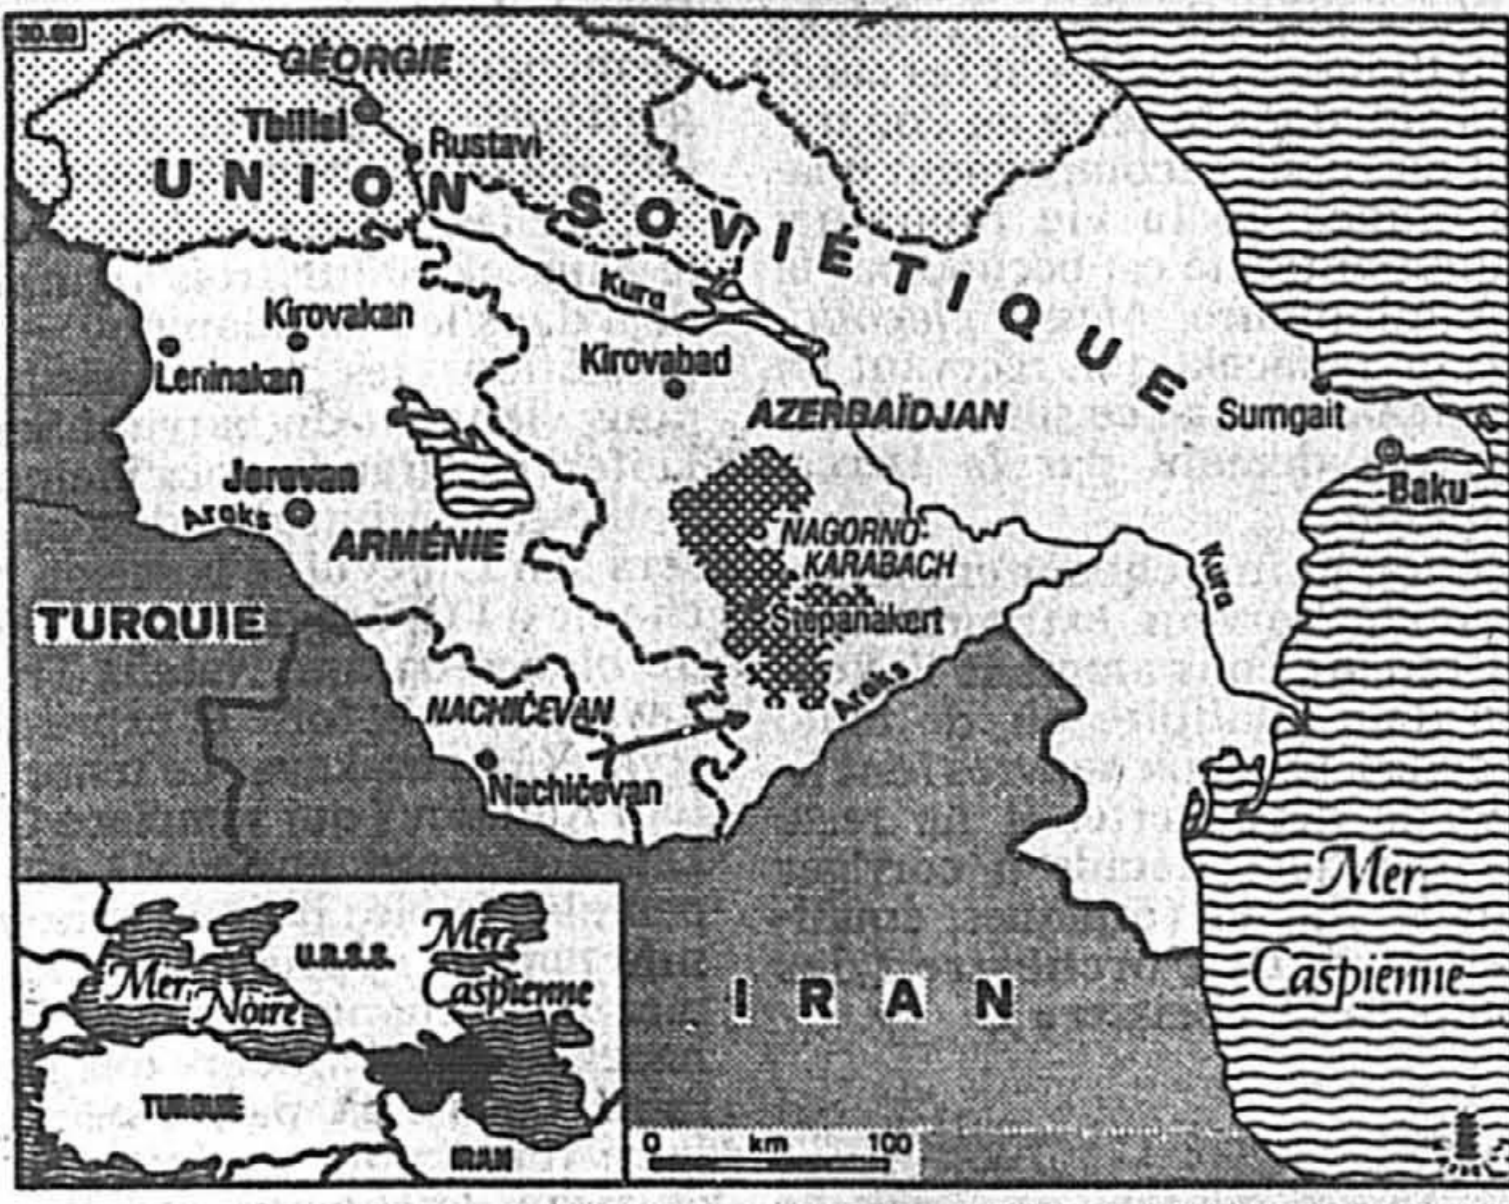 GÉORGIE
Tbilisi
Rustavi
UNION SOVIÉTIQUE
Kura
Kirovakan
Leninakan
Kirovabad
AZERBAÏDJAN
Sumgait
Baku
Jerevan
Araks
ARMÉNIE
NAGORNO-
KARABACH
Stepanakert
Kura
TURQUIE
Araks
NACHIČEVAN
Nachičevan
Mer
Caspienne
IRAN
U.R.S.S.
Mer
Caspienne
Mer
Noire
TURQUIE
IRAN
0 km 100